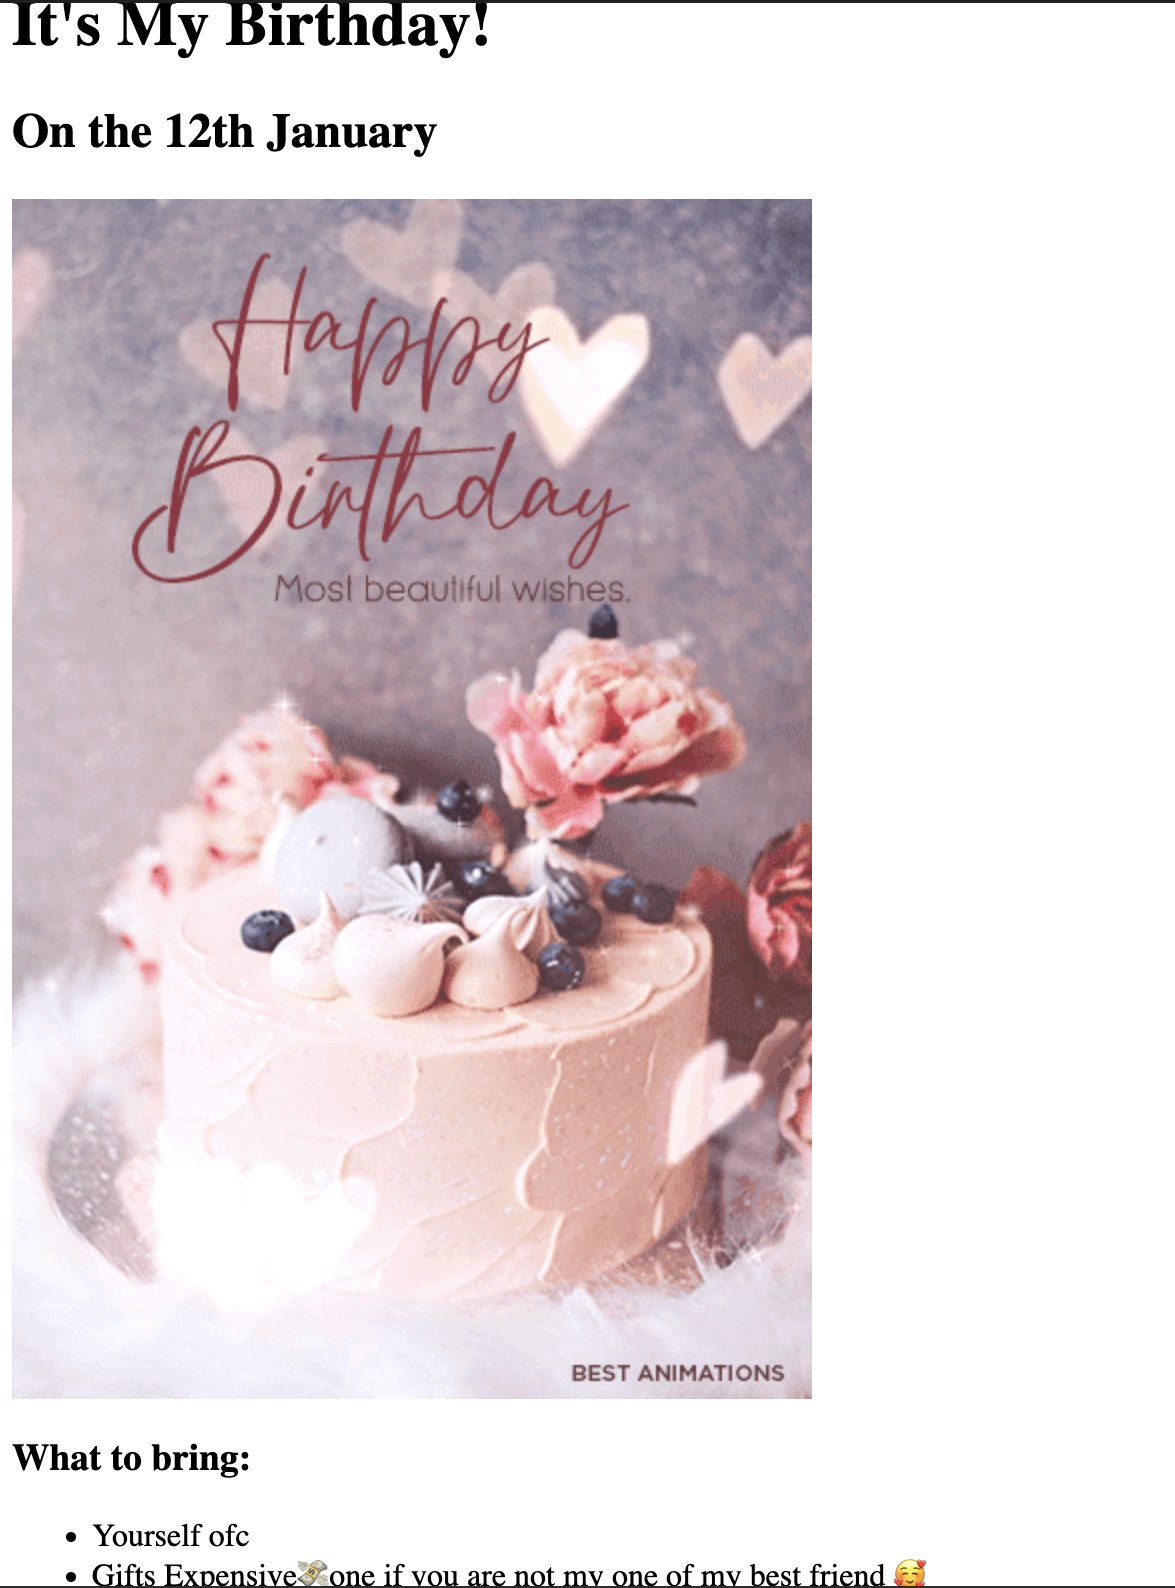 It's My Birthday!
On the 12th January
Happy
Birthday
Most beautiful wishes.
BEST ANIMATIONS
What to bring:
• Yourself ofc
• Gifts Expensive💸one if you are not my one of my best friend 🥰